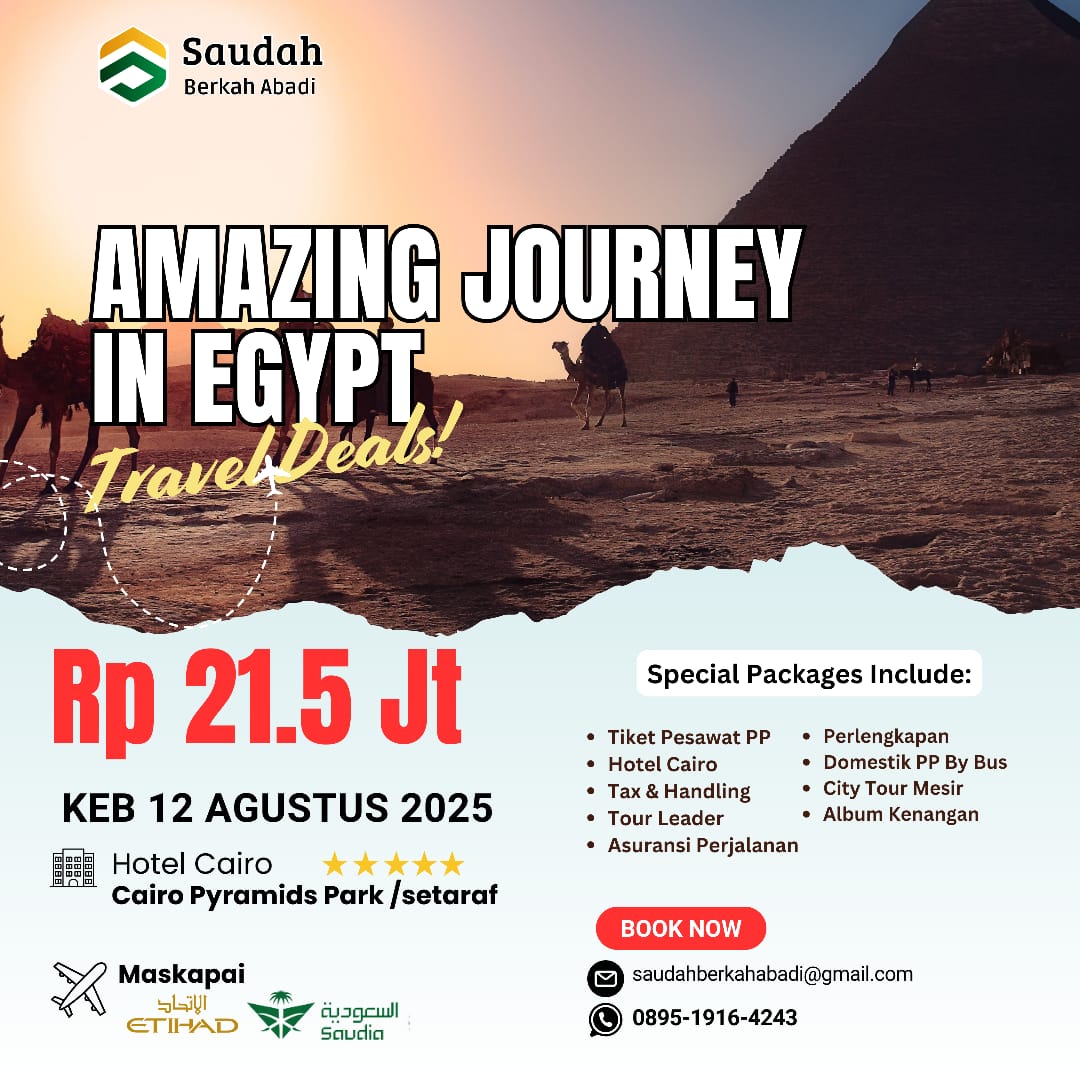 Saudah
Berkah Abadi
AMAZING JOURNEY
IN EGYPT
Travel Deals!
Rp 21.5 Jt
KEB 12 AGUSTUS 2025
Hotel Cairo
Cairo Pyramids Park /setaraf
Maskapai
الإتحاد
ETIHAD
السعودية
Saudia
Special Packages Include:
• Tiket Pesawat PP
• Hotel Cairo
• Tax & Handling
• Tour Leader
• Asuransi Perjalanan
• Perlengkapan
• Domestik PP By Bus
• City Tour Mesir
• Album Kenangan
BOOK NOW
saudahberkahabadi@gmail.com
0895-1916-4243